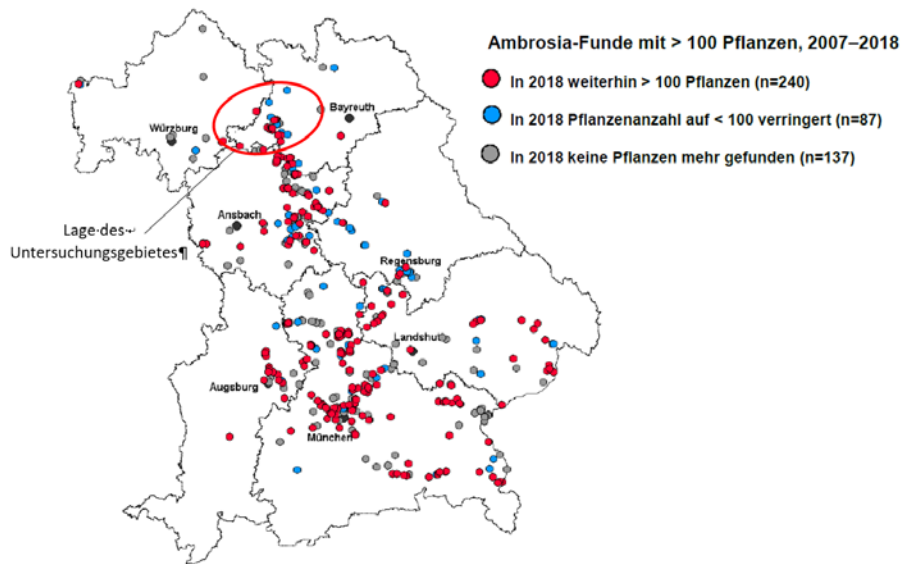 Ambrosia-Funde mit > 100 Pflanzen, 2007–2018
In 2018 weiterhin > 100 Pflanzen (n=240)
In 2018 Pflanzenanzahl auf < 100 verringert (n=87)
In 2018 keine Pflanzen mehr gefunden (n=137)
Bayreuth
Würzburg
Ansbach
Lage·des·↵
Untersuchungsgebietes¶
Regensburg
Landshut
Augsburg
München